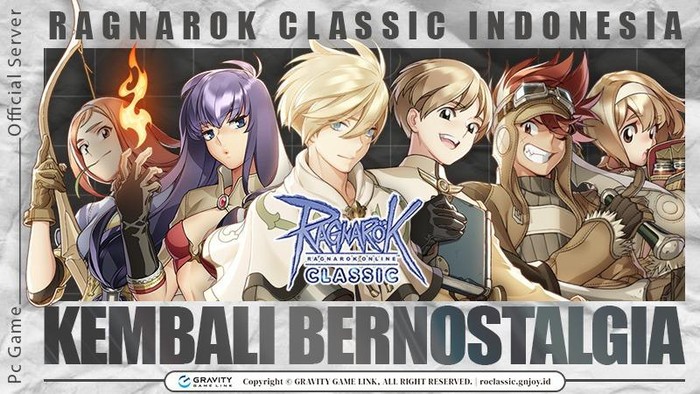 RAGNAROK CLASSIC INDONESIA
Official Server
Pc Game
RAGNAROK
RAGNAROK ONLINE
CLASSIC
KEMBALI BERNOSTALGIA
GRAVITY
GAME LINK
Copyright © GRAVITY GAME LINK, ALL RIGHT RESERVED. | roclassic.gnjoy.id